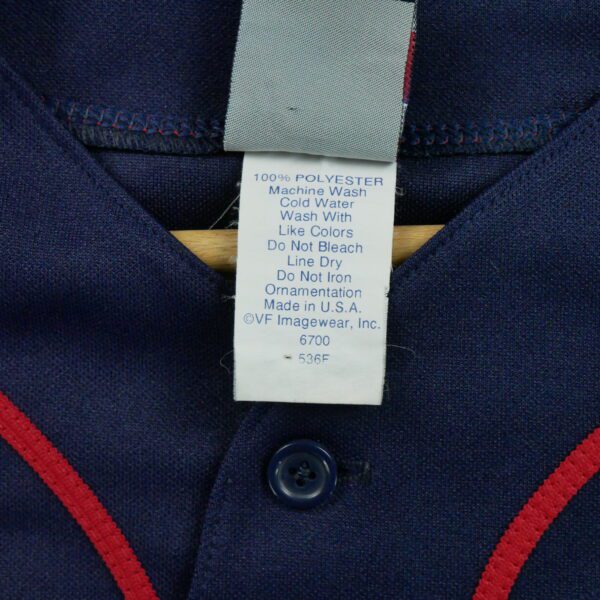 100% POLYESTER
Machine Wash
Cold Water
Wash With
Like Colors
Do Not Bleach
Line Dry
Do Not Iron
Ornamentation
Made in U.S.A.
©VF Imagewear, Inc.
6700
536F